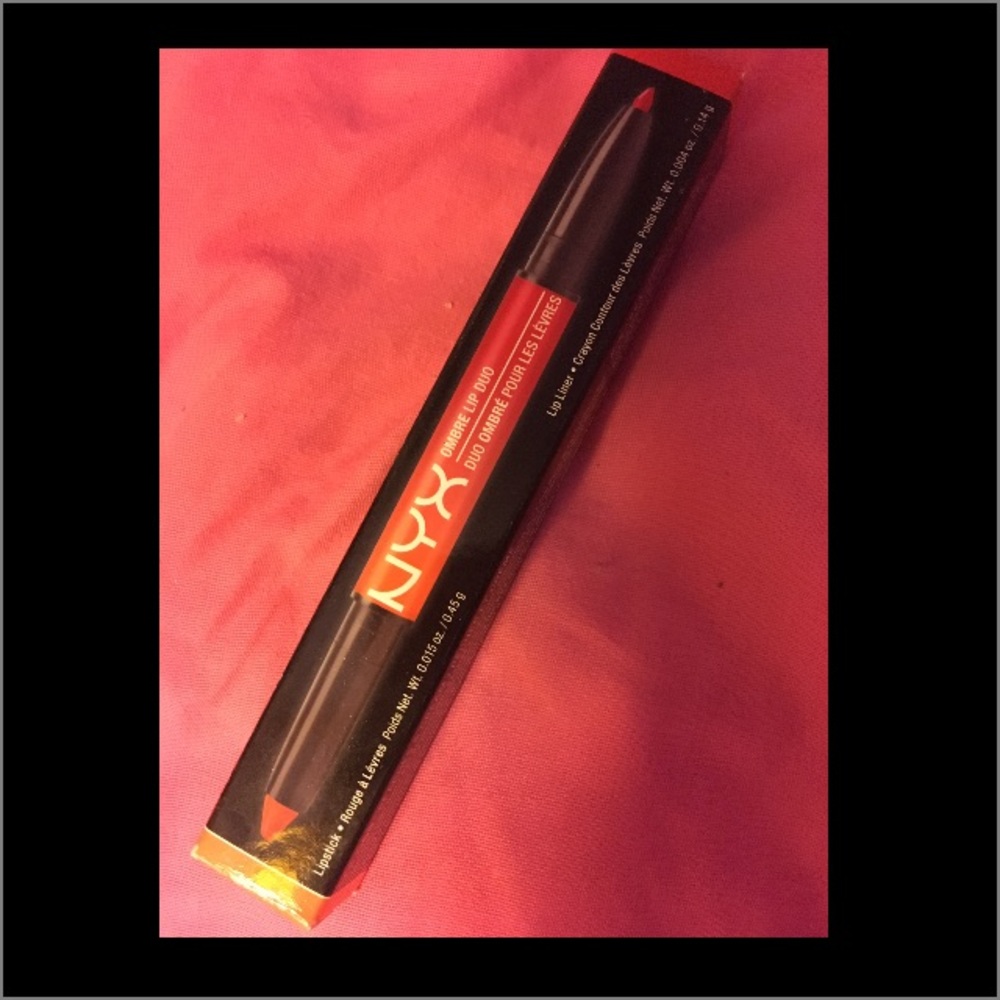 NYX
OMBRE LIP DUO
DUO OMBRÉ POUR LES LÈVRES
Lipstick • Rouge à Lèvres Poids Net. Wt. 0.015 oz. / 0.45 g
Lip Liner • Crayon Contour des Lèvres Poids Net. Wt. 0.004 oz. / 0.14 g